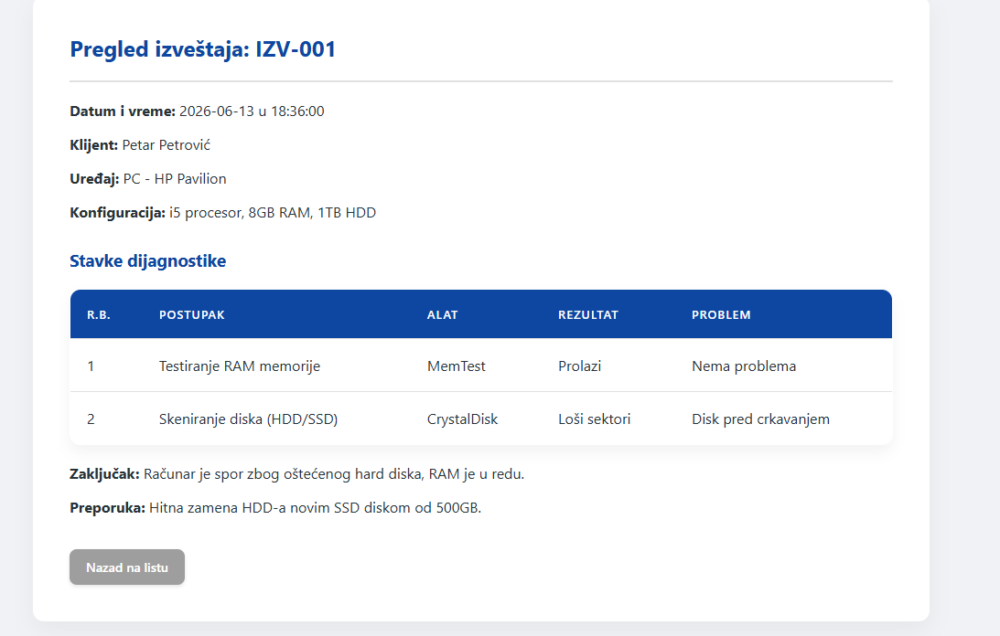 Pregled izveštaja: IZV-001
Datum i vreme: 2026-06-13 u 18:36:00
Klijent: Petar Petrović
Uređaj: PC - HP Pavilion
Konfiguracija: i5 procesor, 8GB RAM, 1TB HDD
Stavke dijagnostike
R.B. POSTUPAK ALAT REZULTAT PROBLEM
1 Testiranje RAM memorije MemTest Prolazi Nema problema
2 Skeniranje diska (HDD/SSD) CrystalDisk Loši sektori Disk pred crkavanjem
Zaključak: Računar je spor zbog oštećenog hard diska, RAM je u redu.
Preporuka: Hitna zamena HDD-a novim SSD diskom od 500GB.
Nazad na listu